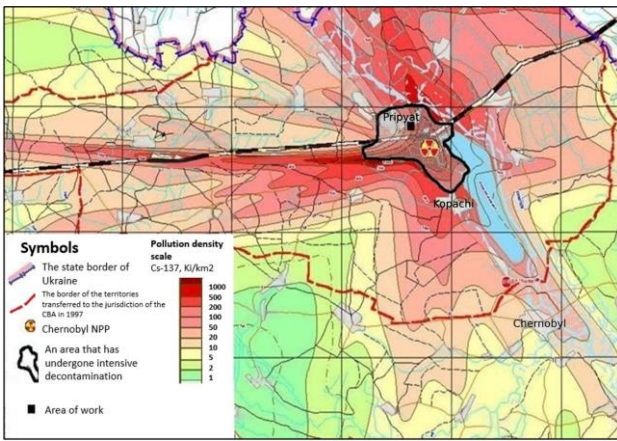 Pripyat
Kopachi
Chernobyl
Symbols
The state border of
Ukraine
The border of the territories
transferred to the jurisdiction of the
CBA in 1997
Chernobyl NPP
An area that has
undergone intensive
decontamination
Area of work
Pollution density
scale
Cs-137, Ki/km2
1000
500
200
100
50
20
10
5
2
1